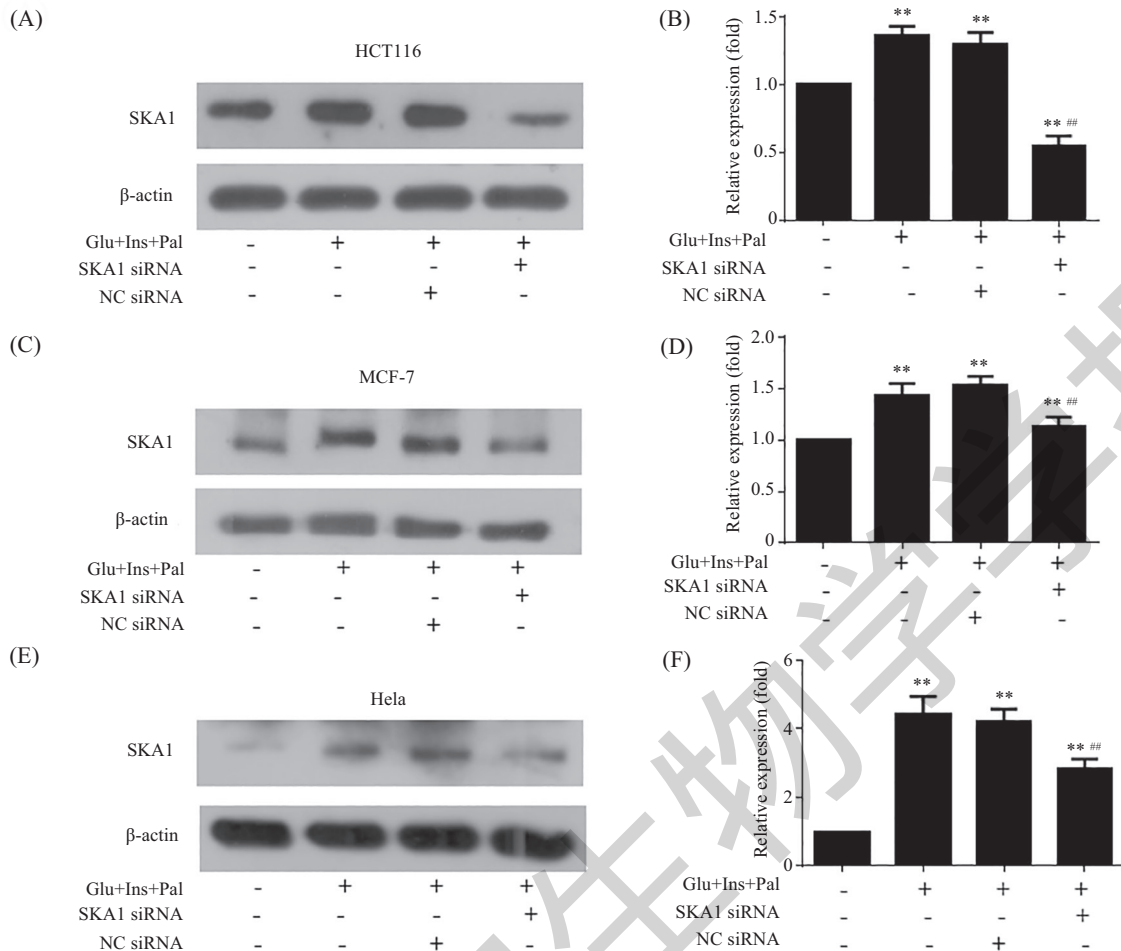 (A)
HCT116
SKA1
β-actin
Glu+Ins+Pal - + + +
SKA1 siRNA - - - +
NC siRNA - - + -
(B)
Relative expression (fold)
1.5
1.0
0.5
0
** ** ** ##
Glu+Ins+Pal - + + +
SKA1 siRNA - - - +
NC siRNA - - + -
(C)
MCF-7
SKA1
β-actin
Glu+Ins+Pal - + + +
SKA1 siRNA - - - +
NC siRNA - - + -
(D)
Relative expression (fold)
2.0
1.5
1.0
0.5
0
** ** ** ##
Glu+Ins+Pal - + + +
SKA1 siRNA - - - +
NC siRNA - - + -
(E)
Hela
SKA1
β-actin
Glu+Ins+Pal - + + +
SKA1 siRNA - - - +
NC siRNA - - + -
(F)
Relative expression (fold)
6
4
2
0
** ** ** ##
Glu+Ins+Pal - + + +
SKA1 siRNA - - - +
NC siRNA - - + -
生物学学